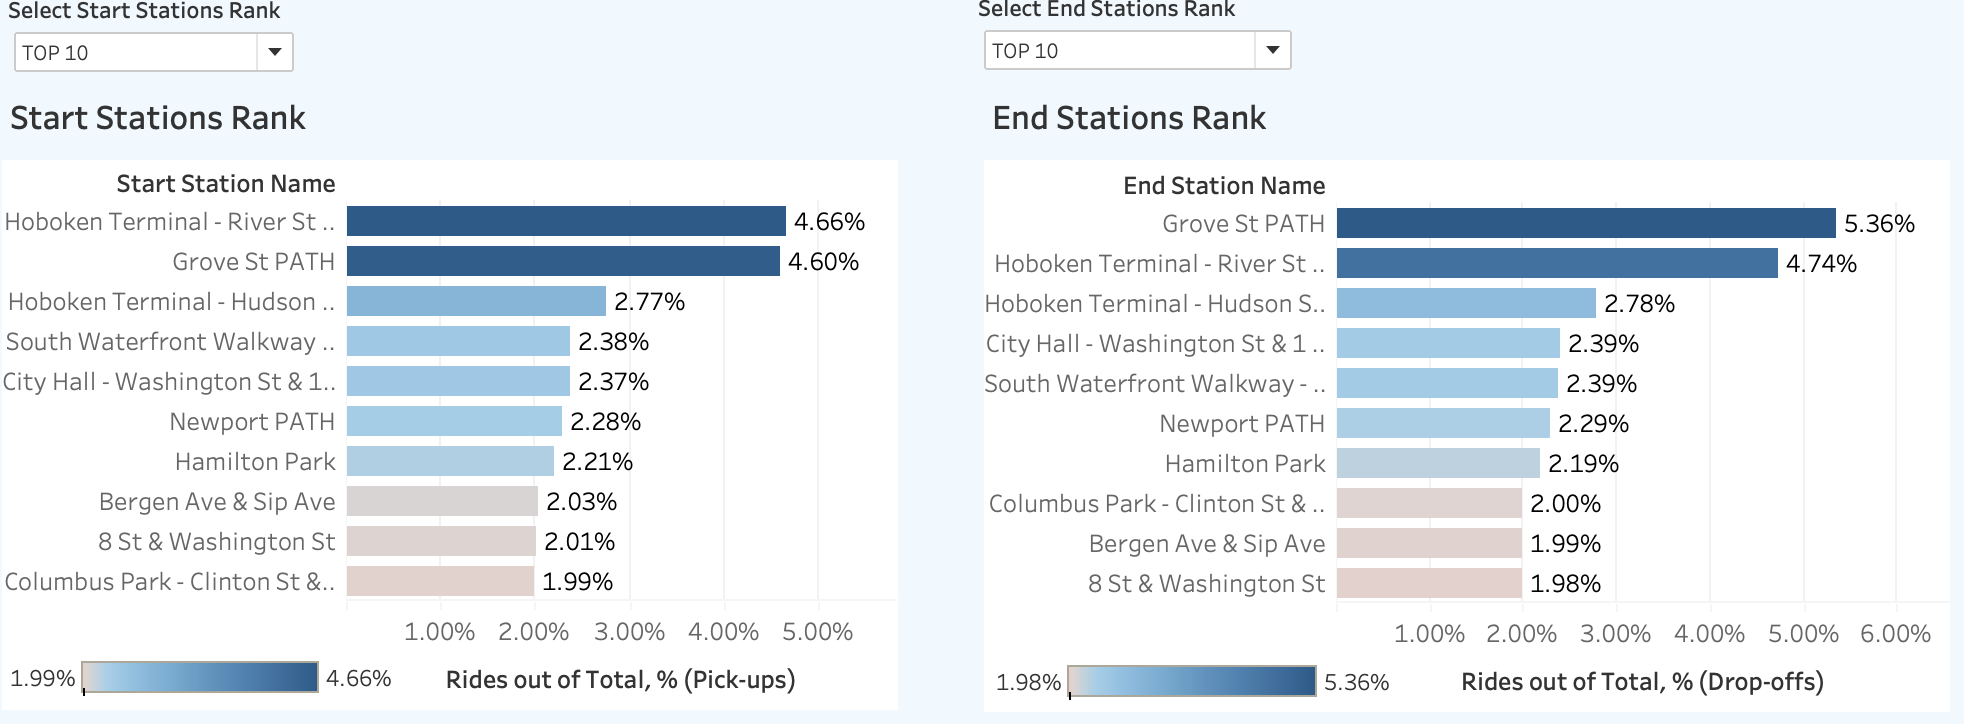 Select Start Stations Rank
TOP 10
Start Stations Rank
Start Station Name
Hoboken Terminal - River St .. 4.66%
Grove St PATH 4.60%
Hoboken Terminal - Hudson .. 2.77%
South Waterfront Walkway .. 2.38%
City Hall - Washington St & 1.. 2.37%
Newport PATH 2.28%
Hamilton Park 2.21%
Bergen Ave & Sip Ave 2.03%
8 St & Washington St 2.01%
Columbus Park - Clinton St &.. 1.99%
1.00% 2.00% 3.00% 4.00% 5.00%
1.99% 4.66% Rides out of Total, % (Pick-ups)
Select End Stations Rank
TOP 10
End Stations Rank
End Station Name
Grove St PATH 5.36%
Hoboken Terminal - River St .. 4.74%
Hoboken Terminal - Hudson S.. 2.78%
City Hall - Washington St & 1 .. 2.39%
South Waterfront Walkway - .. 2.39%
Newport PATH 2.29%
Hamilton Park 2.19%
Columbus Park - Clinton St & .. 2.00%
Bergen Ave & Sip Ave 1.99%
8 St & Washington St 1.98%
1.00% 2.00% 3.00% 4.00% 5.00% 6.00%
1.98% 5.36% Rides out of Total, % (Drop-offs)